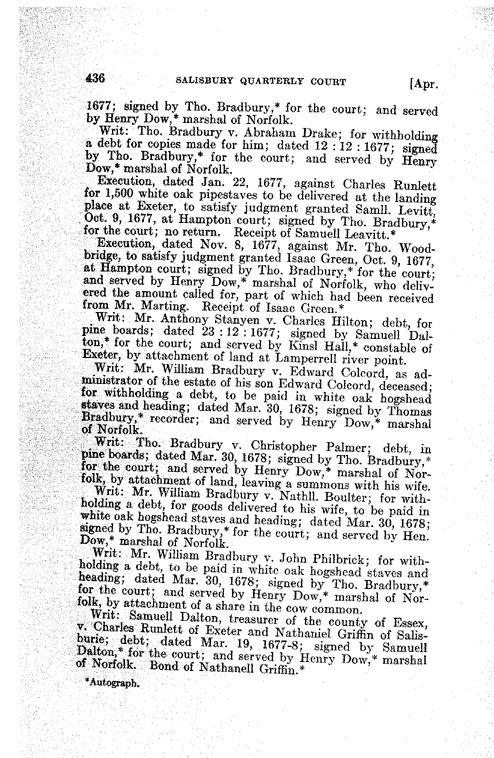 436 SALISBURY QUARTERLY COURT [Apr.
1677; signed by Tho. Bradbury,* for the court; and served
by Henry Dow,* marshal of Norfolk.
Writ: Tho. Bradbury v. Abraham Drake; for withholding
a debt for copies made for him; dated 12 : 12 : 1677; signed
by Tho. Bradbury,* for the court; and served by Henry
Dow,* marshal of Norfolk.
Execution, dated Jan. 22, 1677, against Charles Runlett
for 1,500 white oak pipestaves to be delivered at the landing
place at Exeter, to satisfy judgment granted Samll. Levitt,
Oct. 9, 1677, at Hampton court; signed by Tho. Bradbury,*
for the court; no return. Receipt of Samuell Leavitt.*
Execution, dated Nov. 8, 1677, against Mr. Tho. Wood-
bridge, to satisfy judgment granted Isaac Green, Oct. 9, 1677,
at Hampton court; signed by Tho. Bradbury,* for the court;
and served by Henry Dow,* marshal of Norfolk, who deliv-
ered the amount called for, part of which had been received
from Mr. Marting. Receipt of Isaac Green.*
Writ: Mr. Anthony Stanyen v. Charles Hilton; debt, for
pine boards; dated 23 : 12 : 1677; signed by Samuell Dal-
ton,* for the court; and served by Kinsl Hall,* constable of
Exeter, by attachment of land at Lamperrell river point.
Writ: Mr. William Bradbury v. Edward Colcord, as ad-
ministrator of the estate of his son Edward Colcord, deceased;
for withholding a debt, to be paid in white oak hogshead
staves and heading; dated Mar. 30, 1678; signed by Thomas
Bradbury,* recorder; and served by Henry Dow,* marshal
of Norfolk.
Writ: Tho. Bradbury v. Christopher Palmer; debt, in
pine boards; dated Mar. 30, 1678; signed by Tho. Bradbury,*
for the court; and served by Henry Dow,* marshal of Nor-
folk, by attachment of land, leaving a summons with his wife.
Writ: Mr. William Bradbury v. Nathll. Boulter; for with-
holding a debt, for goods delivered to his wife, to be paid in
white oak hogshead staves and heading; dated Mar. 30, 1678;
signed by Tho. Bradbury,* for the court; and served by Hen.
Dow,* marshal of Norfolk.
Writ: Mr. William Bradbury v. John Philbrick; for with-
holding a debt, to be paid in white oak hogshead staves and
heading; dated Mar. 30, 1678; signed by Tho. Bradbury,*
for the court; and served by Henry Dow,* marshal of Nor-
folk, by attachment of a share in the cow common.
Writ: Samuell Dalton, treasurer of the county of Essex,
v. Charles Runlett of Exeter and Nathaniel Griffin of Salis-
burie; debt; dated Mar. 19, 1677-8; signed by Samuell
Dalton,* for the court; and served by Henry Dow,* marshal
of Norfolk. Bond of Nathanell Griffin.*
*Autograph.